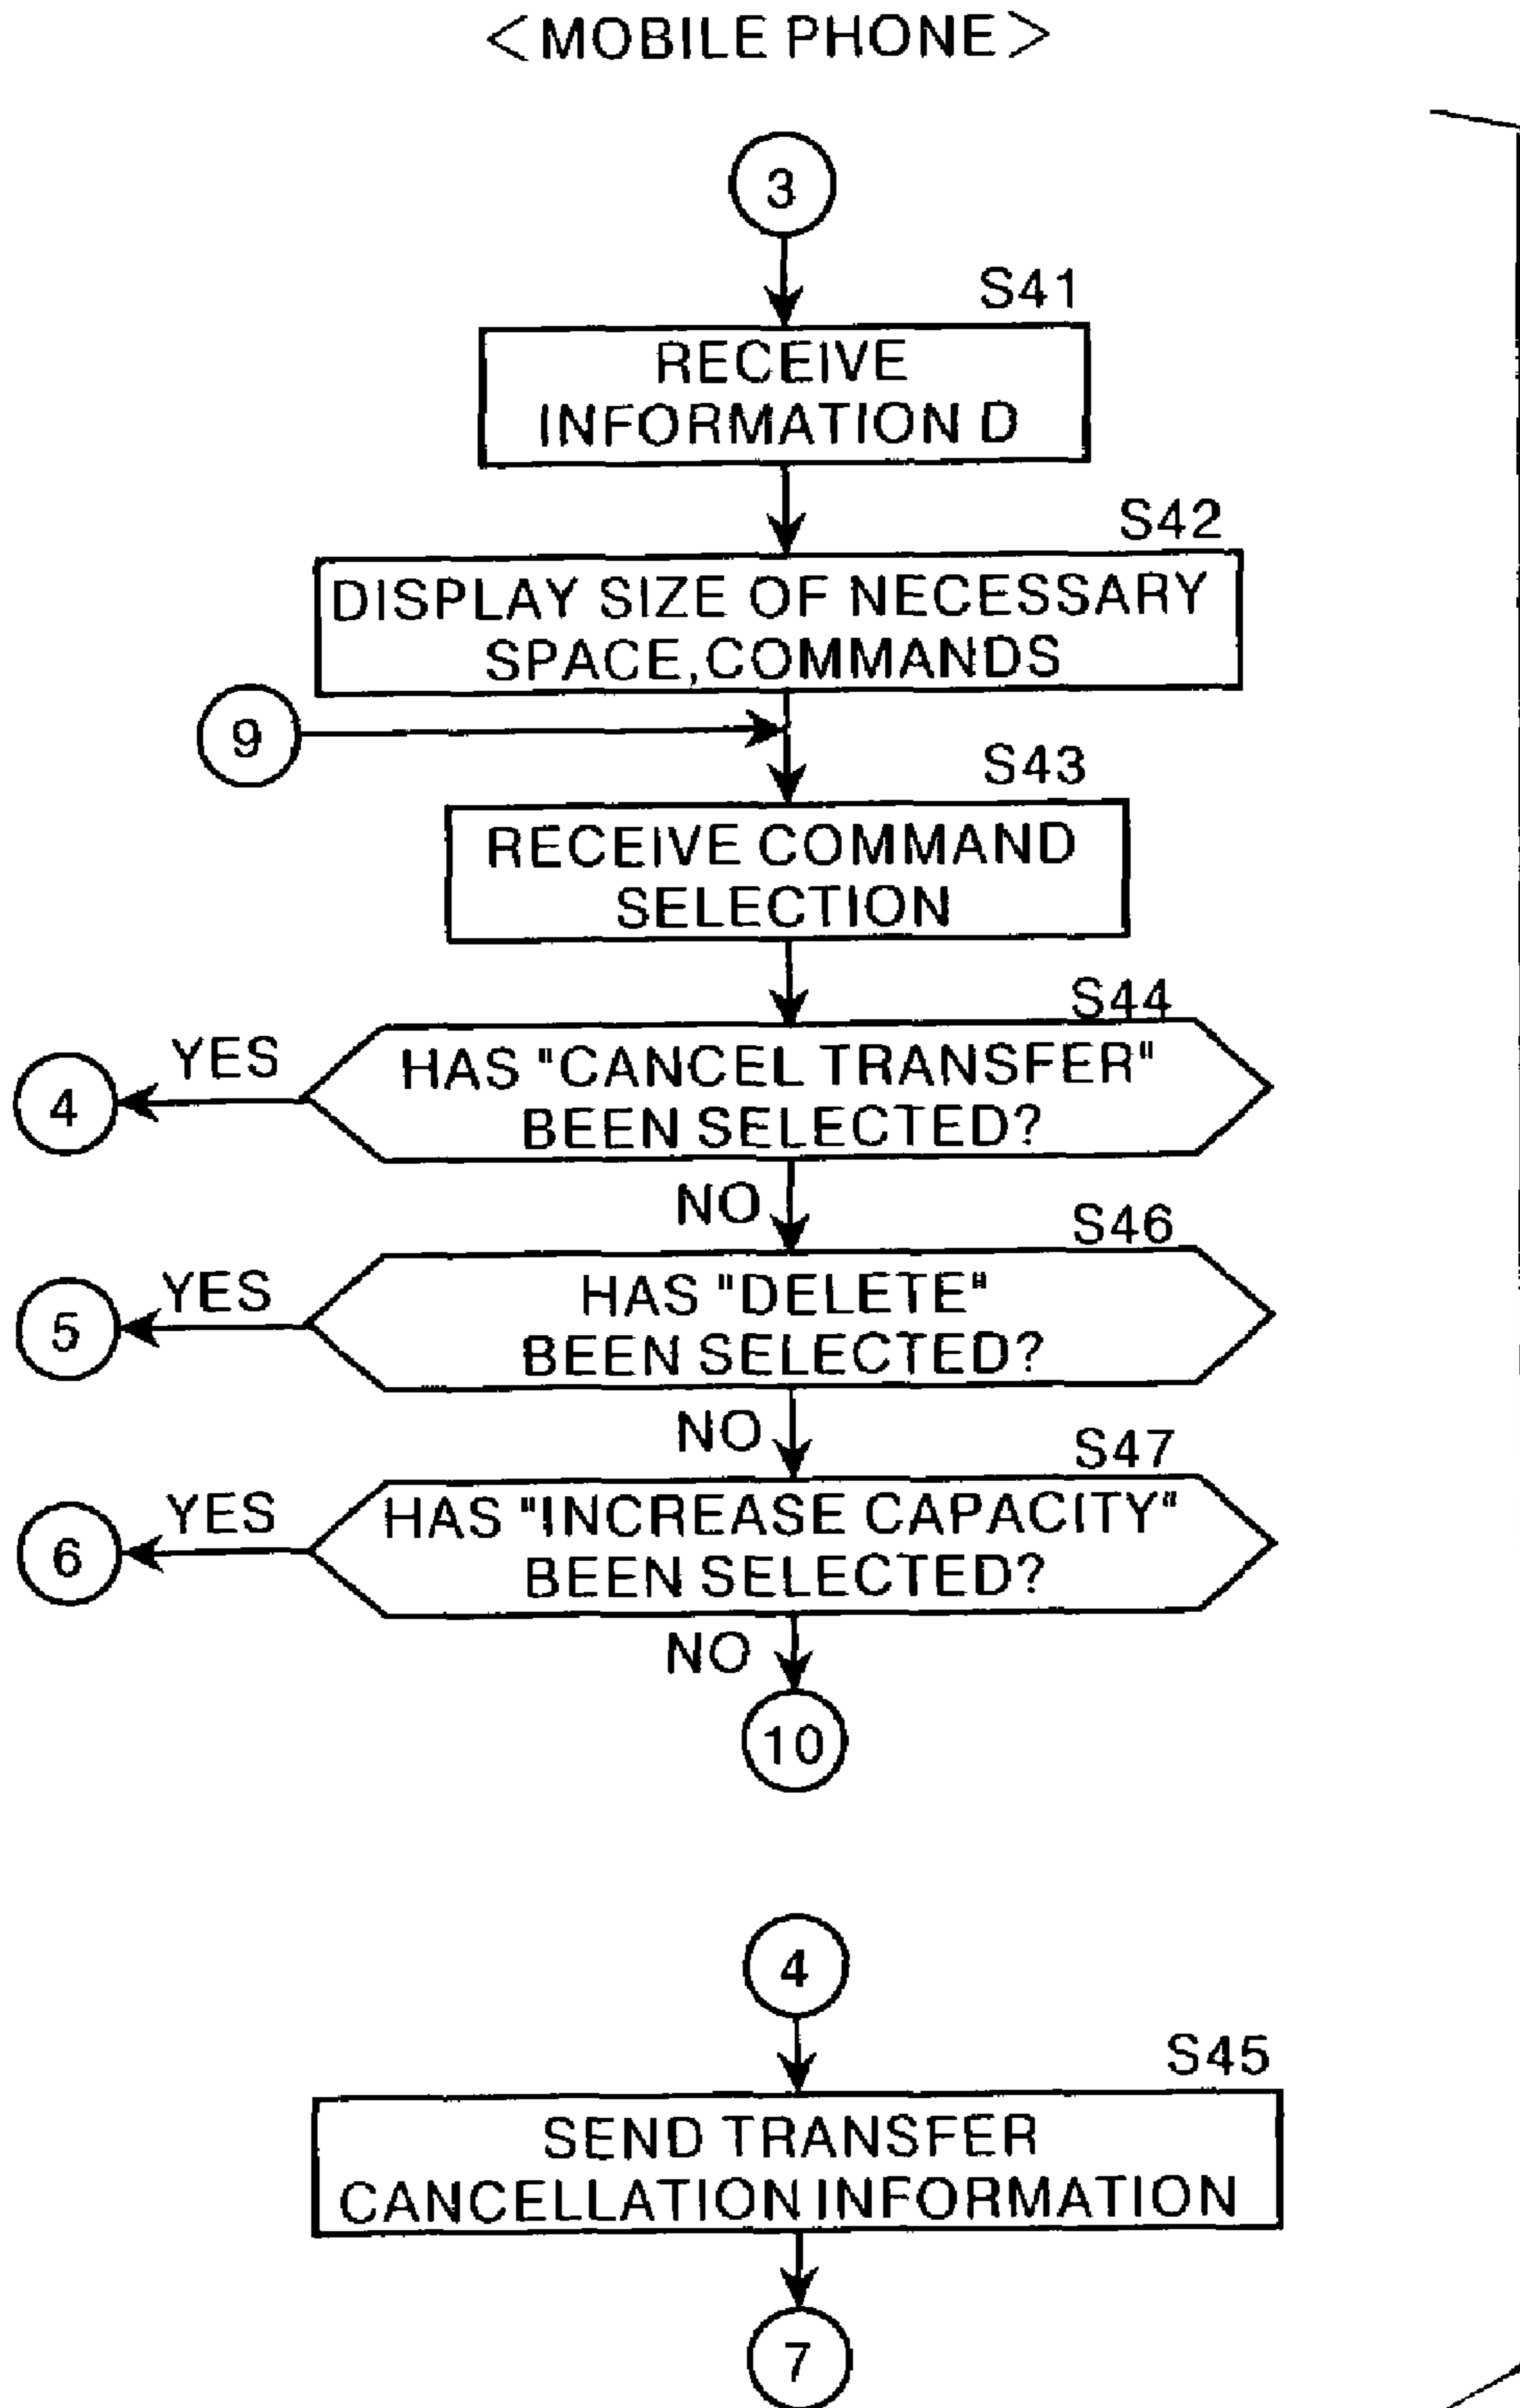 <MOBILE PHONE>
3
S41
RECEIVE
INFORMATION D
S42
DISPLAY SIZE OF NECESSARY
SPACE,COMMANDS
9
S43
RECEIVE COMMAND
SELECTION
S44
YES
HAS "CANCEL TRANSFER"
BEEN SELECTED?
4
NO
S46
YES
HAS "DELETE"
BEEN SELECTED?
5
NO
S47
YES
HAS "INCREASE CAPACITY"
BEEN SELECTED?
6
NO
10
4
S45
SEND TRANSFER
CANCELLATION INFORMATION
7